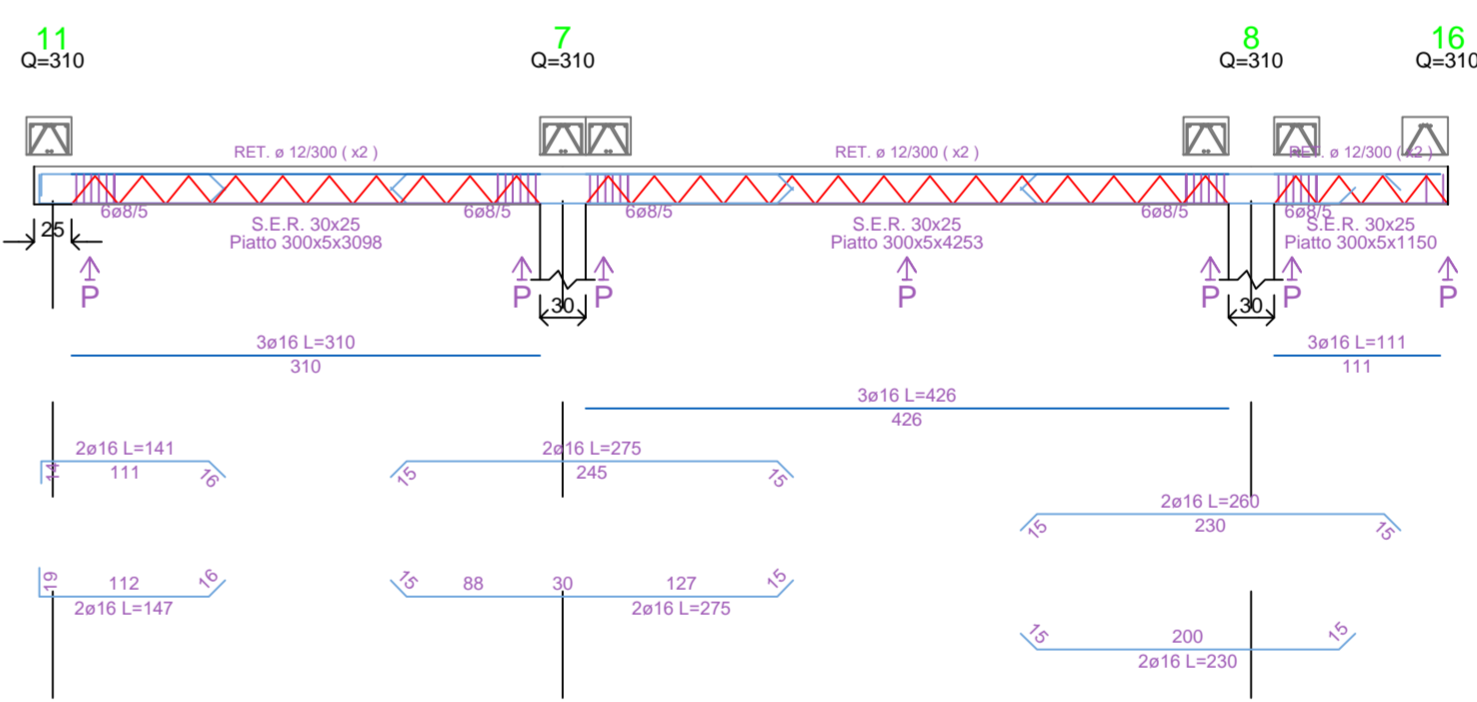 11 7 8 16
Q=310 Q=310 Q=310 Q=310
RET. ø 12/300 ( x2 ) RET. ø 12/300 ( x2 ) RET. ø 12/300 ( x2 )
6ø8/5 6ø8/5 6ø8/5 6ø8/5 6ø8/5
25 S.E.R. 30x25 S.E.R. 30x25 S.E.R. 30x25
Piatto 300x5x3098 Piatto 300x5x4253 Piatto 300x5x1150
P P P P P P P
30 30
3ø16 L=310 3ø16 L=111
310 111
3ø16 L=426
426
2ø16 L=141 2ø16 L=275
14 111 16 15 245 15
2ø16 L=260
15 230 15
19 112 16 15 88 30 127 15
2ø16 L=147 2ø16 L=275
15 200 15
2ø16 L=230